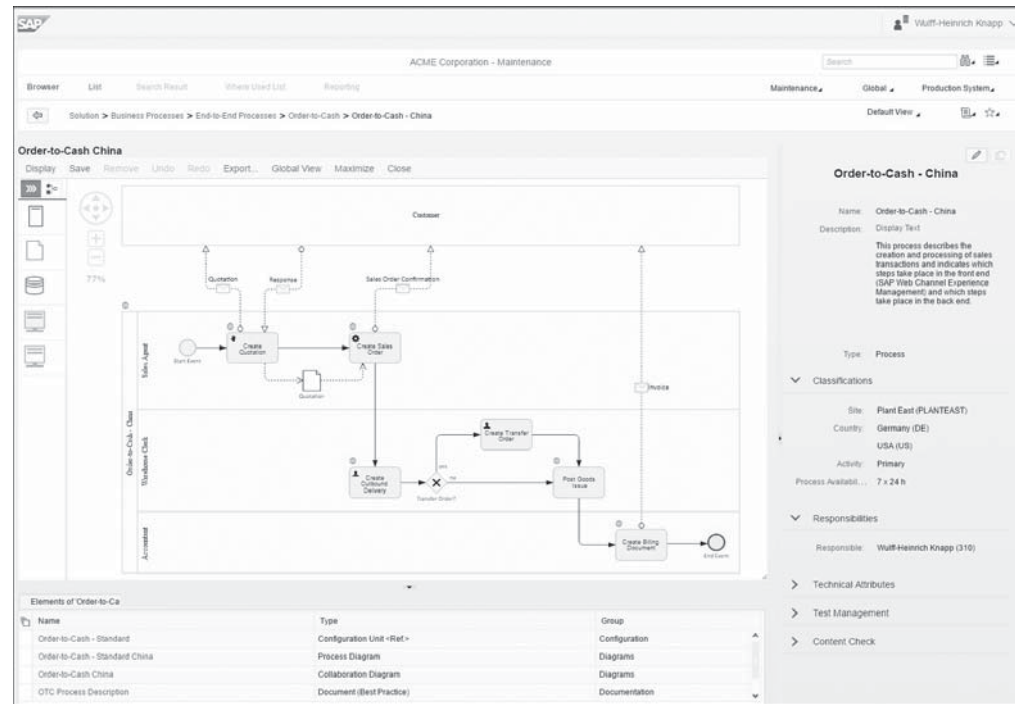 SAP
Wulff-Heinrich Knapp
ACME Corporation - Maintenance
Search
Browser List Search Result Where Used List Reporting
Maintenance Global Production System
Solution > Business Processes > End-to-End Processes > Order-to-Cash > Order-to-Cash - China
Default View
Order-to-Cash China
Display Save Remove Undo Redo Export... Global View Maximize Close
77%
Customer
Quotation
Response
Sales Order Confirmation
Order-to-Cash - China
Sales Agent
Start Event
Create
Quotation
Create Sales
Order
Quotation
Invoice
Warehouse Clerk
Create
Outbound
Delivery
Transfer Order?
yes
no
Create Transfer
Order
Post Goods
Issue
Accountant
Create Billing
Document
End Event
Order-to-Cash - China
Name: Order-to-Cash - China
Description: Display Text
This process describes the
creation and processing of sales
transactions and indicates which
steps take place in the front end
(SAP Web Channel Experience
Management) and which steps
take place in the back end.
Type: Process
Classifications
Site: Plant East (PLANTEAST)
Country: Germany (DE)
USA (US)
Activity: Primary
Process Availabil... 7 x 24 h
Responsibilities
Responsible: Wulff-Heinrich Knapp (310)
Technical Attributes
Test Management
Content Check
Elements of 'Order-to-Ca
Name Type Group
Order-to-Cash - Standard Configuration Unit <Ref.> Configuration
Order-to-Cash - Standard China Process Diagram Diagrams
Order-to-Cash China Collaboration Diagram Diagrams
OTC Process Description Document (Best Practice) Documentation